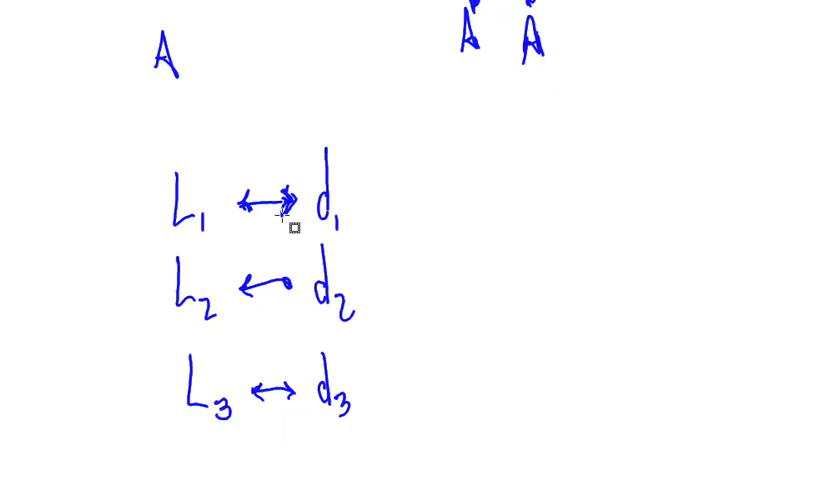 A A A
L1 ↔ d1
L2 ← d2
L3 ↔ d3